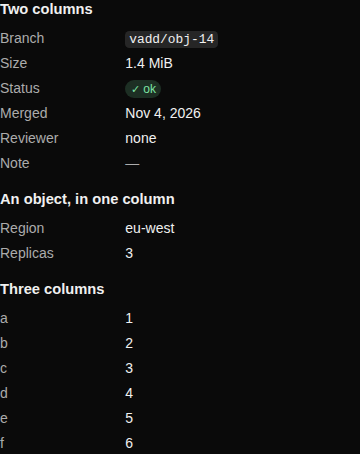 Two columns
Branch vadd/obj-14
Size 1.4 MiB
Status ✓ ok
Merged Nov 4, 2026
Reviewer none
Note —
An object, in one column
Region eu-west
Replicas 3
Three columns
a 1
b 2
c 3
d 4
e 5
f 6